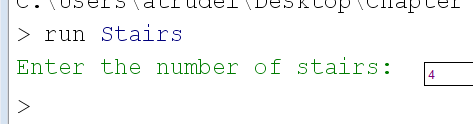 C:\Users\atrudel\Desktop\Chapter
> run Stairs
Enter the number of stairs: 4
>